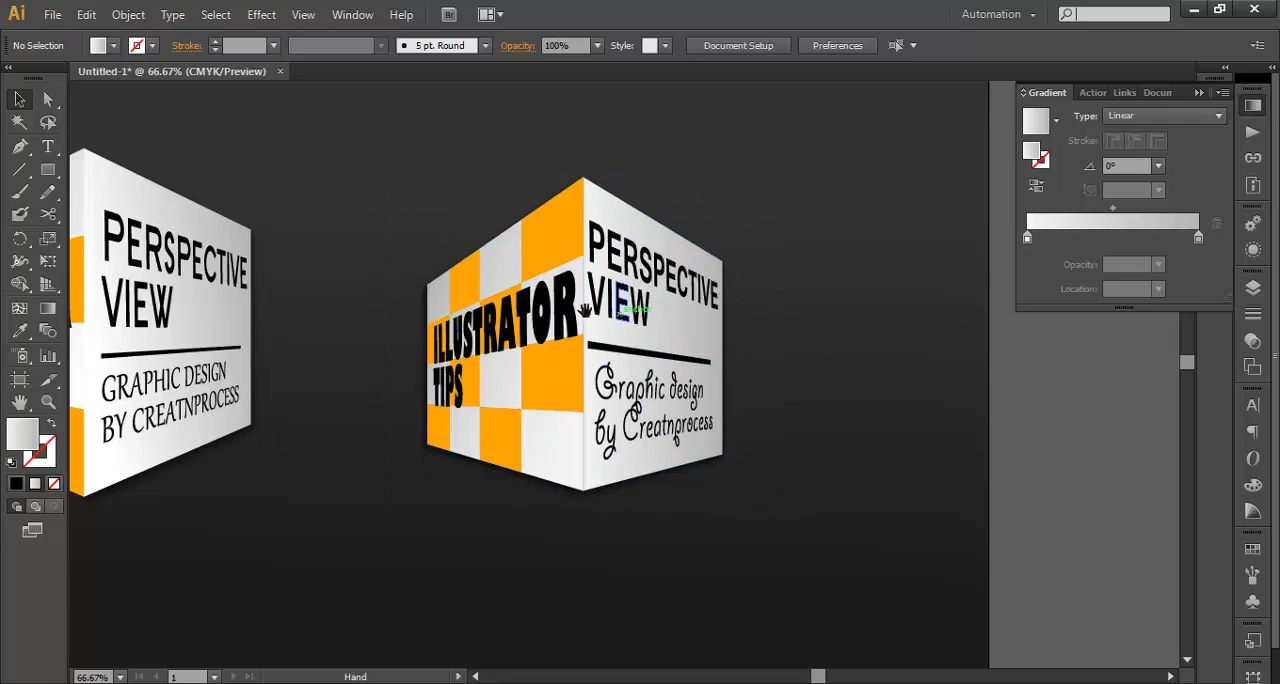 Ai File Edit Object Type Select Effect View Window Help Br Automation
No Selection Stroke: 5 pt. Round Opacity: 100% Style: Document Setup Preferences
Untitled-1* @ 66.67% (CMYK/Preview) ×
Gradient Action Links Docum
Type: Linear
Stroke:
0°
Opacity:
Location:
PERSPECTIVE
VIEW
GRAPHIC DESIGN
BY CREATNPROCESS
ILLUSTRATOR
TIPS
PERSPECTIVE
VIEW
Graphic design
by Creatnprocess
66.67% 1 Hand